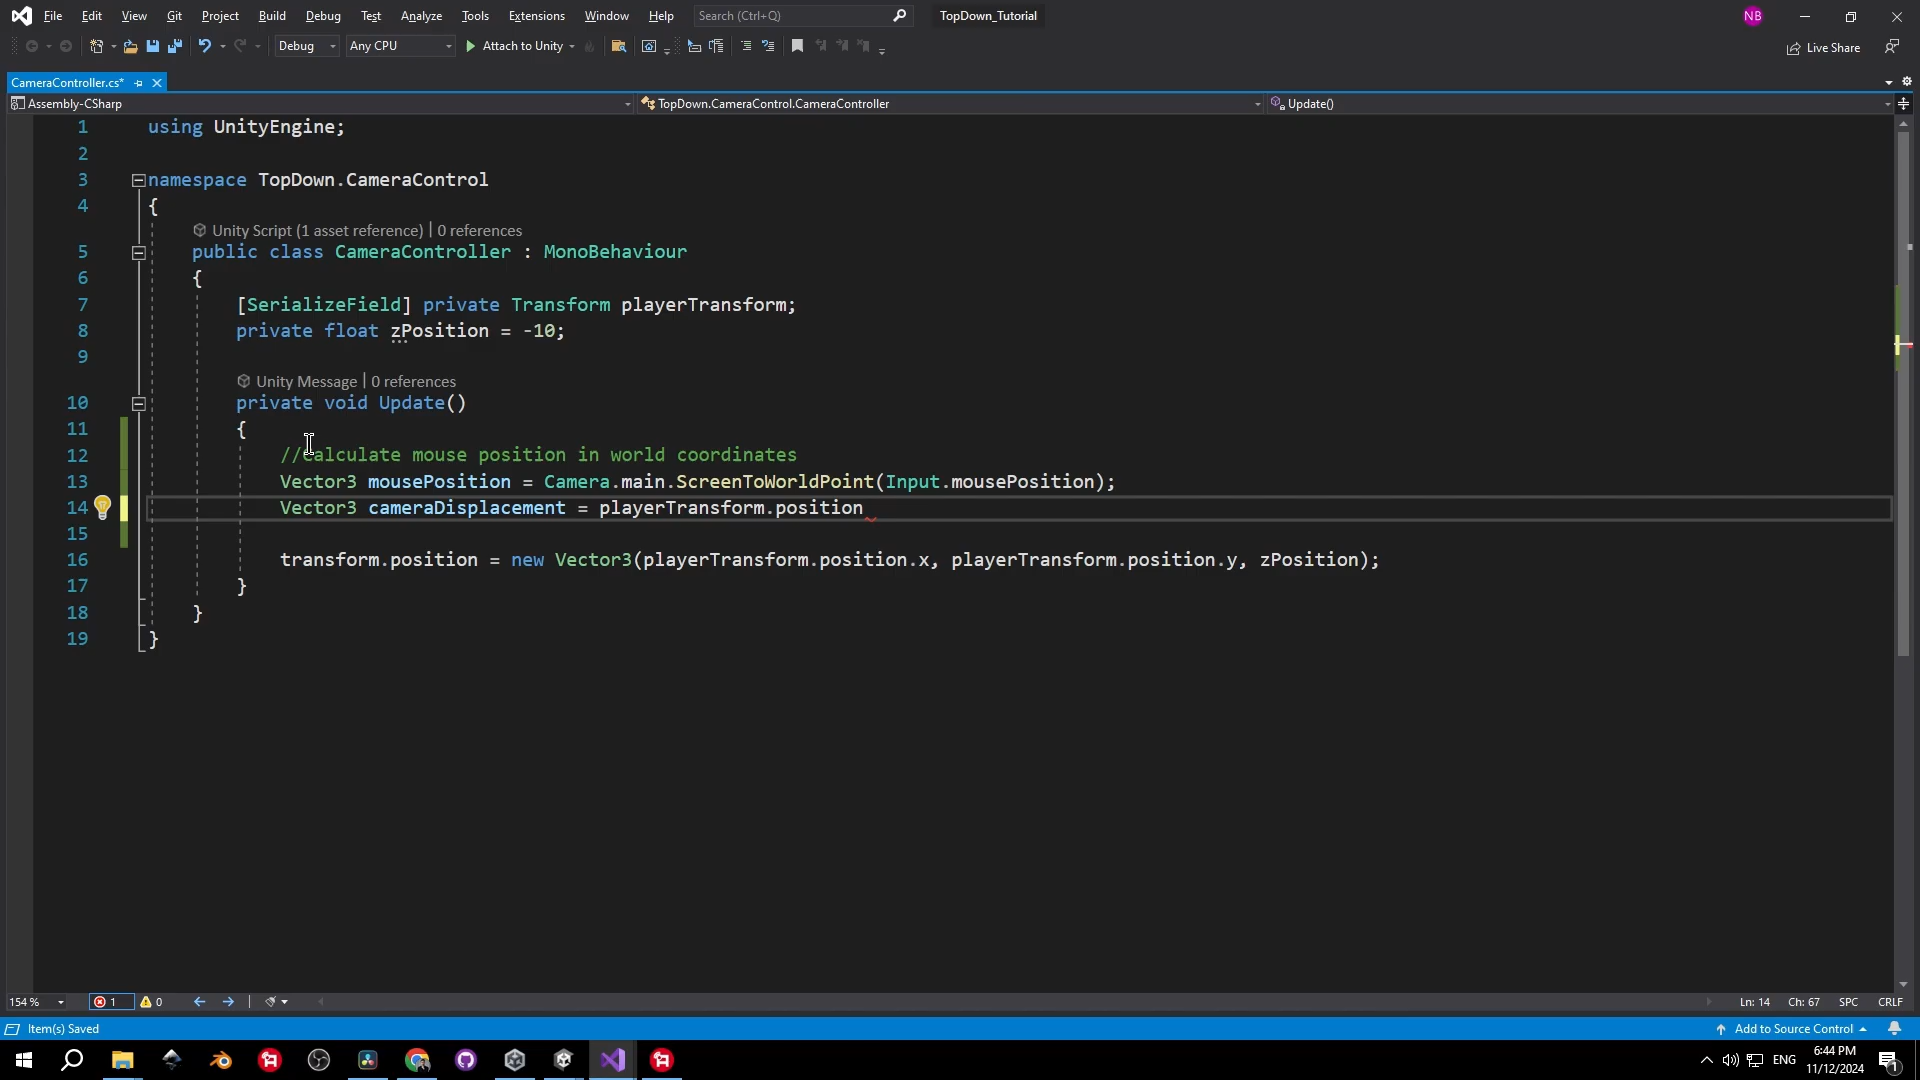 File Edit View Git Project Build Debug Test Analyze Tools Extensions Window Help Search (Ctrl+Q) TopDown_Tutorial NB
Debug Any CPU Attach to Unity Live Share
CameraController.cs*
Assembly-CSharp TopDown.CameraControl.CameraController Update()
1 using UnityEngine;
2
3 namespace TopDown.CameraControl
4 {
Unity Script (1 asset reference) | 0 references
5 public class CameraController : MonoBehaviour
6 {
7 [SerializeField] private Transform playerTransform;
8 private float zPosition = -10;
9
Unity Message | 0 references
10 private void Update()
11 {
12 //calculate mouse position in world coordinates
13 Vector3 mousePosition = Camera.main.ScreenToWorldPoint(Input.mousePosition);
14 Vector3 cameraDisplacement = playerTransform.position
15
16 transform.position = new Vector3(playerTransform.position.x, playerTransform.position.y, zPosition);
17 }
18 }
19 }
154 % 1 0 Ln: 14 Ch: 67 SPC CRLF
Item(s) Saved Add to Source Control
ENG 6:44 PM
11/12/2024 1